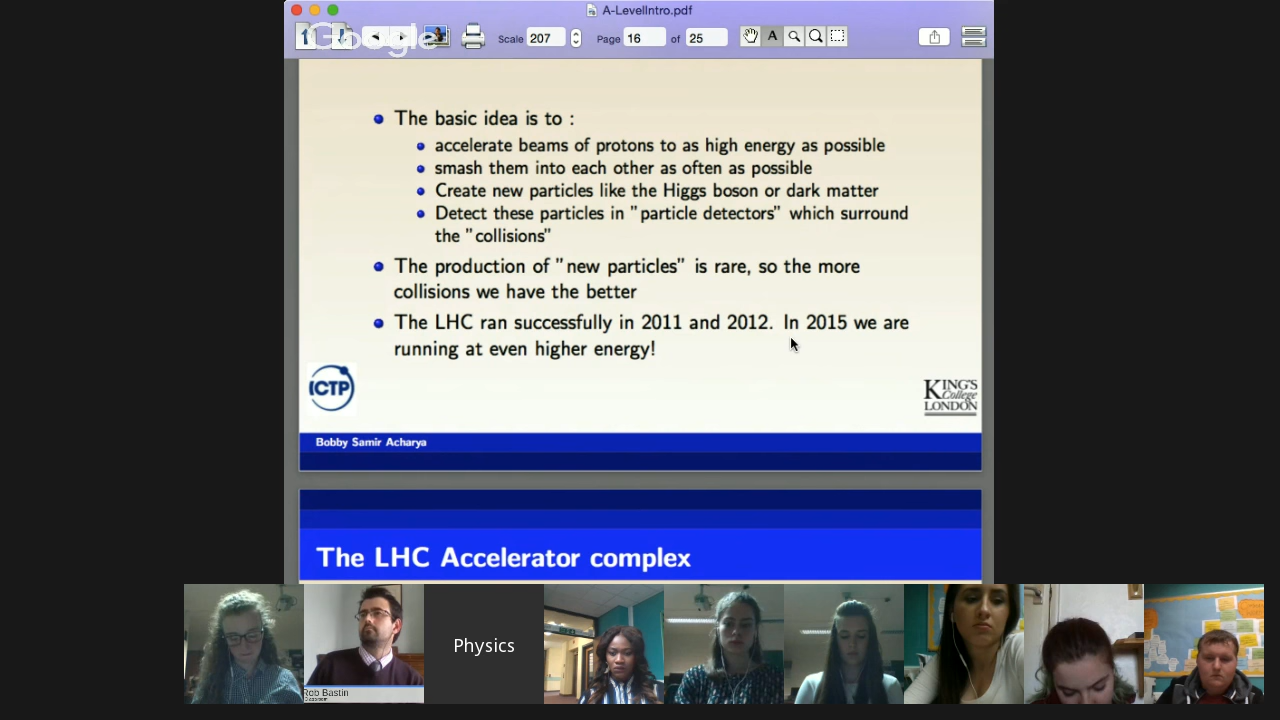 A-LevelIntro.pdf
Google
Scale 207 Page 16 of 25 A
The basic idea is to :
accelerate beams of protons to as high energy as possible
smash them into each other as often as possible
Create new particles like the Higgs boson or dark matter
Detect these particles in "particle detectors" which surround
the "collisions"
The production of "new particles" is rare, so the more
collisions we have the better
The LHC ran successfully in 2011 and 2012. In 2015 we are
running at even higher energy!
ICTP
KING'S
College
LONDON
Bobby Samir Acharya
The LHC Accelerator complex
Physics
Rob Bastin